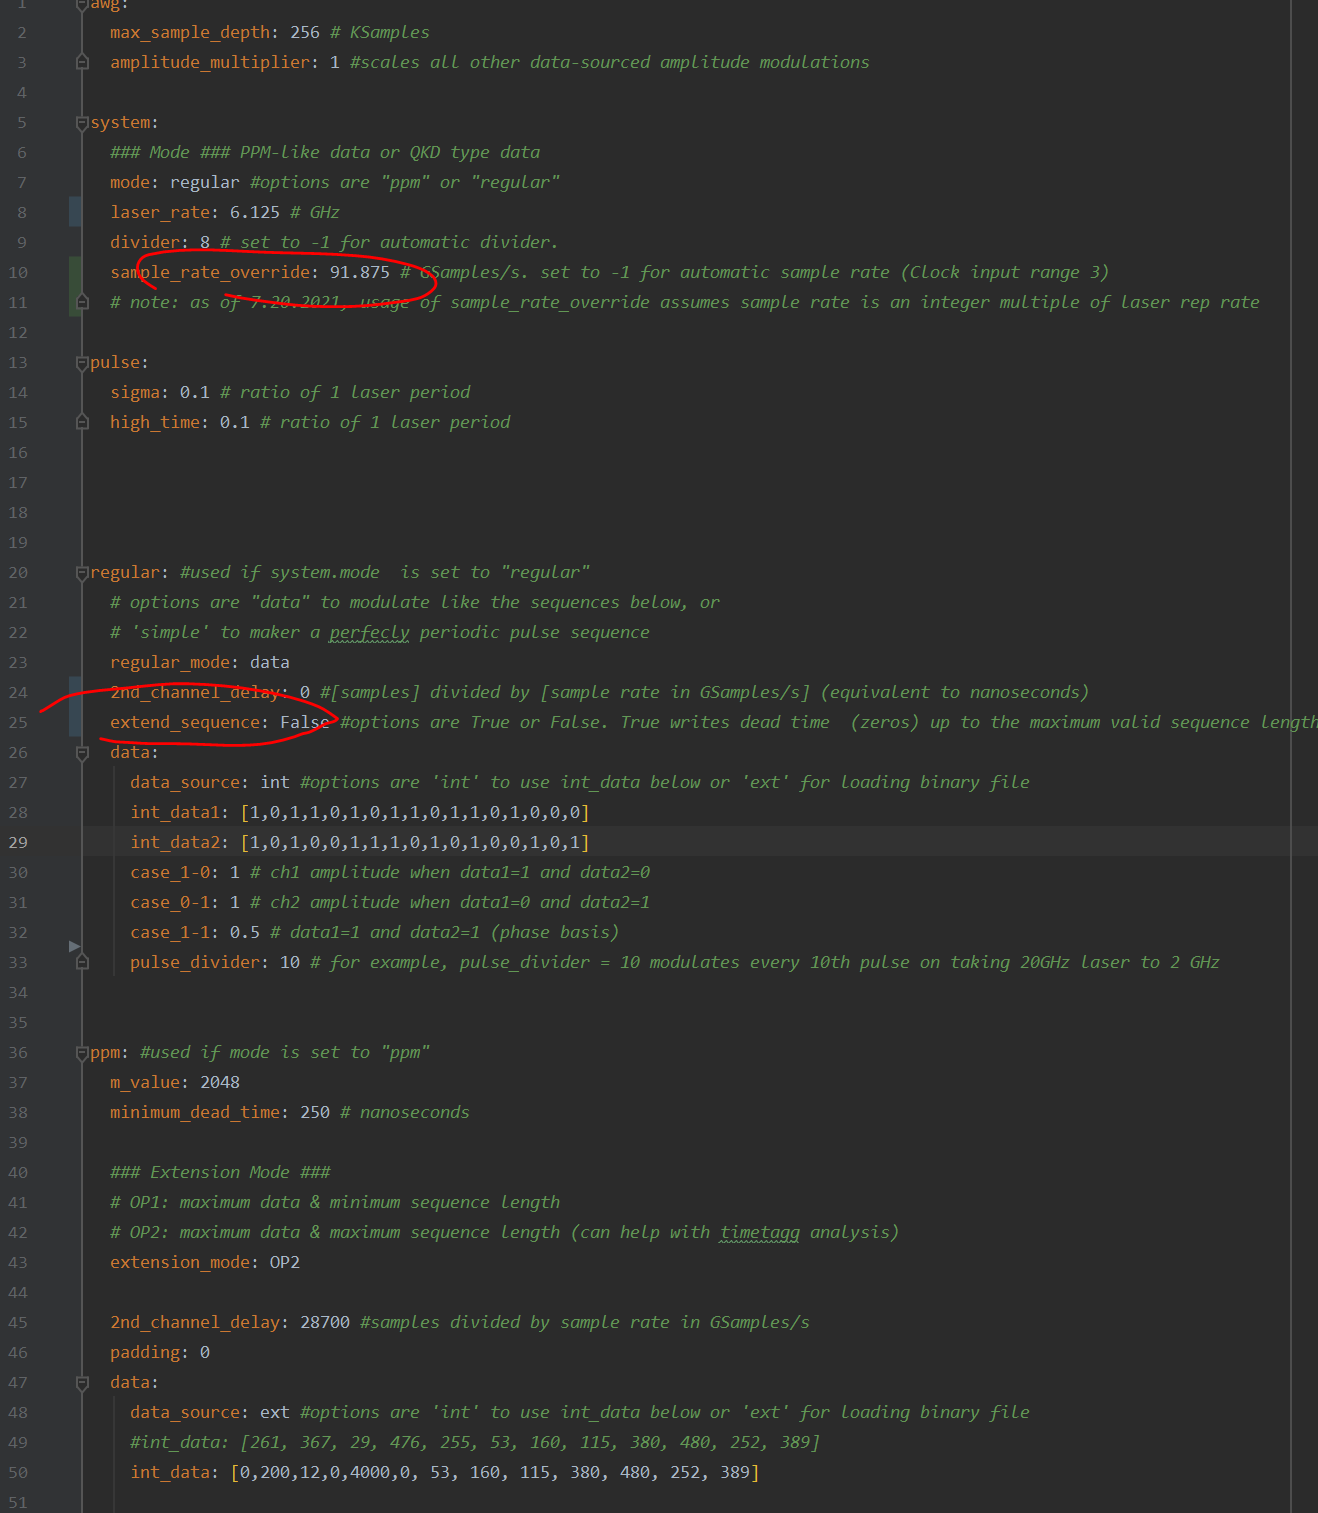 1 awg:
2 max_sample_depth: 256 # KSamples
3 amplitude_multiplier: 1 #scales all other data-sourced amplitude modulations
4
5 system:
6 ### Mode ### PPM-like data or QKD type data
7 mode: regular #options are "ppm" or "regular"
8 laser_rate: 6.125 # GHz
9 divider: 8 # set to -1 for automatic divider.
10 sample_rate_override: 91.875 # GSamples/s. set to -1 for automatic sample rate (Clock input range 3)
11 # note: as of 7.20.2021, usage of sample_rate_override assumes sample rate is an integer multiple of laser rep rate
12
13 pulse:
14 sigma: 0.1 # ratio of 1 laser period
15 high_time: 0.1 # ratio of 1 laser period
16
17
18
19
20 regular: #used if system.mode  is set to "regular"
21 # options are "data" to modulate like the sequences below, or
22 # 'simple' to maker a perfecly periodic pulse sequence
23 regular_mode: data
24 2nd_channel_delay: 0 #[samples] divided by [sample rate in GSamples/s] (equivalent to nanoseconds)
25 extend_sequence: False #options are True or False. True writes dead time  (zeros) up to the maximum valid sequence length
26 data:
27 data_source: int #options are 'int' to use int_data below or 'ext' for loading binary file
28 int_data1: [1,0,1,1,0,1,0,1,1,0,1,1,0,1,0,0,0]
29 int_data2: [1,0,1,0,0,1,1,1,0,1,0,1,0,0,1,0,1]
30 case_1-0: 1 # ch1 amplitude when data1=1 and data2=0
31 case_0-1: 1 # ch2 amplitude when data1=0 and data2=1
32 case_1-1: 0.5 # data1=1 and data2=1 (phase basis)
33 pulse_divider: 10 # for example, pulse_divider = 10 modulates every 10th pulse on taking 20GHz laser to 2 GHz
34
35
36 ppm: #used if mode is set to "ppm"
37 m_value: 2048
38 minimum_dead_time: 250 # nanoseconds
39
40 ### Extension Mode ###
41 # OP1: maximum data & minimum sequence length
42 # OP2: maximum data & maximum sequence length (can help with timetagg analysis)
43 extension_mode: OP2
44
45 2nd_channel_delay: 28700 #samples divided by sample rate in GSamples/s
46 padding: 0
47 data:
48 data_source: ext #options are 'int' to use int_data below or 'ext' for loading binary file
49 #int_data: [261, 367, 29, 476, 255, 53, 160, 115, 380, 480, 252, 389]
50 int_data: [0,200,12,0,4000,0, 53, 160, 115, 380, 480, 252, 389]
51